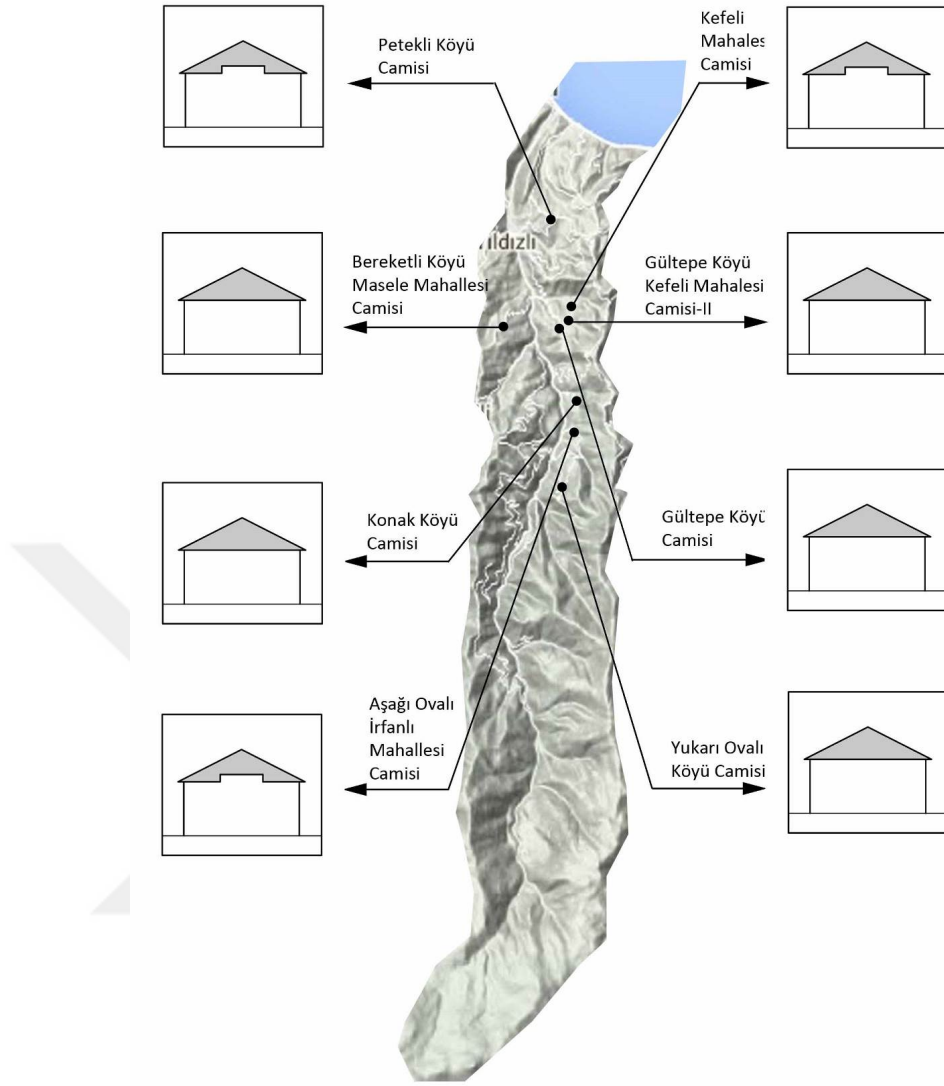 Petekli Köyü
Camisi
Kefeli
Mahales
Camisi
Bereketli Köyü
Masele Mahallesi
Camisi
ıldızlı
Gültepe Köyü
Kefeli Mahalesi
Camisi-II
Konak Köyü
Camisi
Gültepe Köyü
Camisi
Aşağı Ovalı
İrfanlı
Mahallesi
Camisi
Yukarı Ovalı
Köyü Camisi